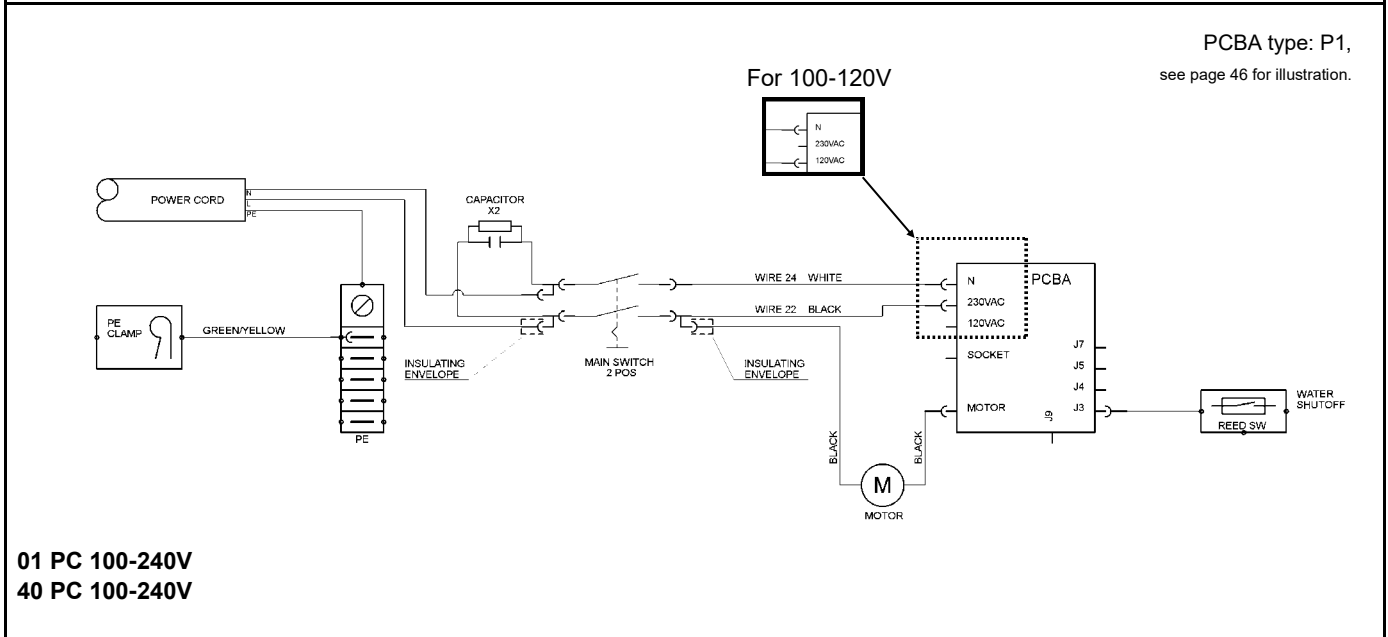 PCBA type: P1,
see page 46 for illustration.
For 100-120V
N
230VAC
120VAC
POWER CORD
N
L
PE
CAPACITOR
X2
WIRE 24 WHITE
WIRE 22 BLACK
N
PCBA
230VAC
120VAC
SOCKET
MOTOR
J7
J5
J4
J3
J9
PE
CLAMP
GREEN/YELLOW
INSULATING
ENVELOPE
MAIN SWITCH
2 POS
INSULATING
ENVELOPE
WATER
SHUTOFF
REED SW
PE
BLACK
BLACK
M
MOTOR
01 PC 100-240V
40 PC 100-240V